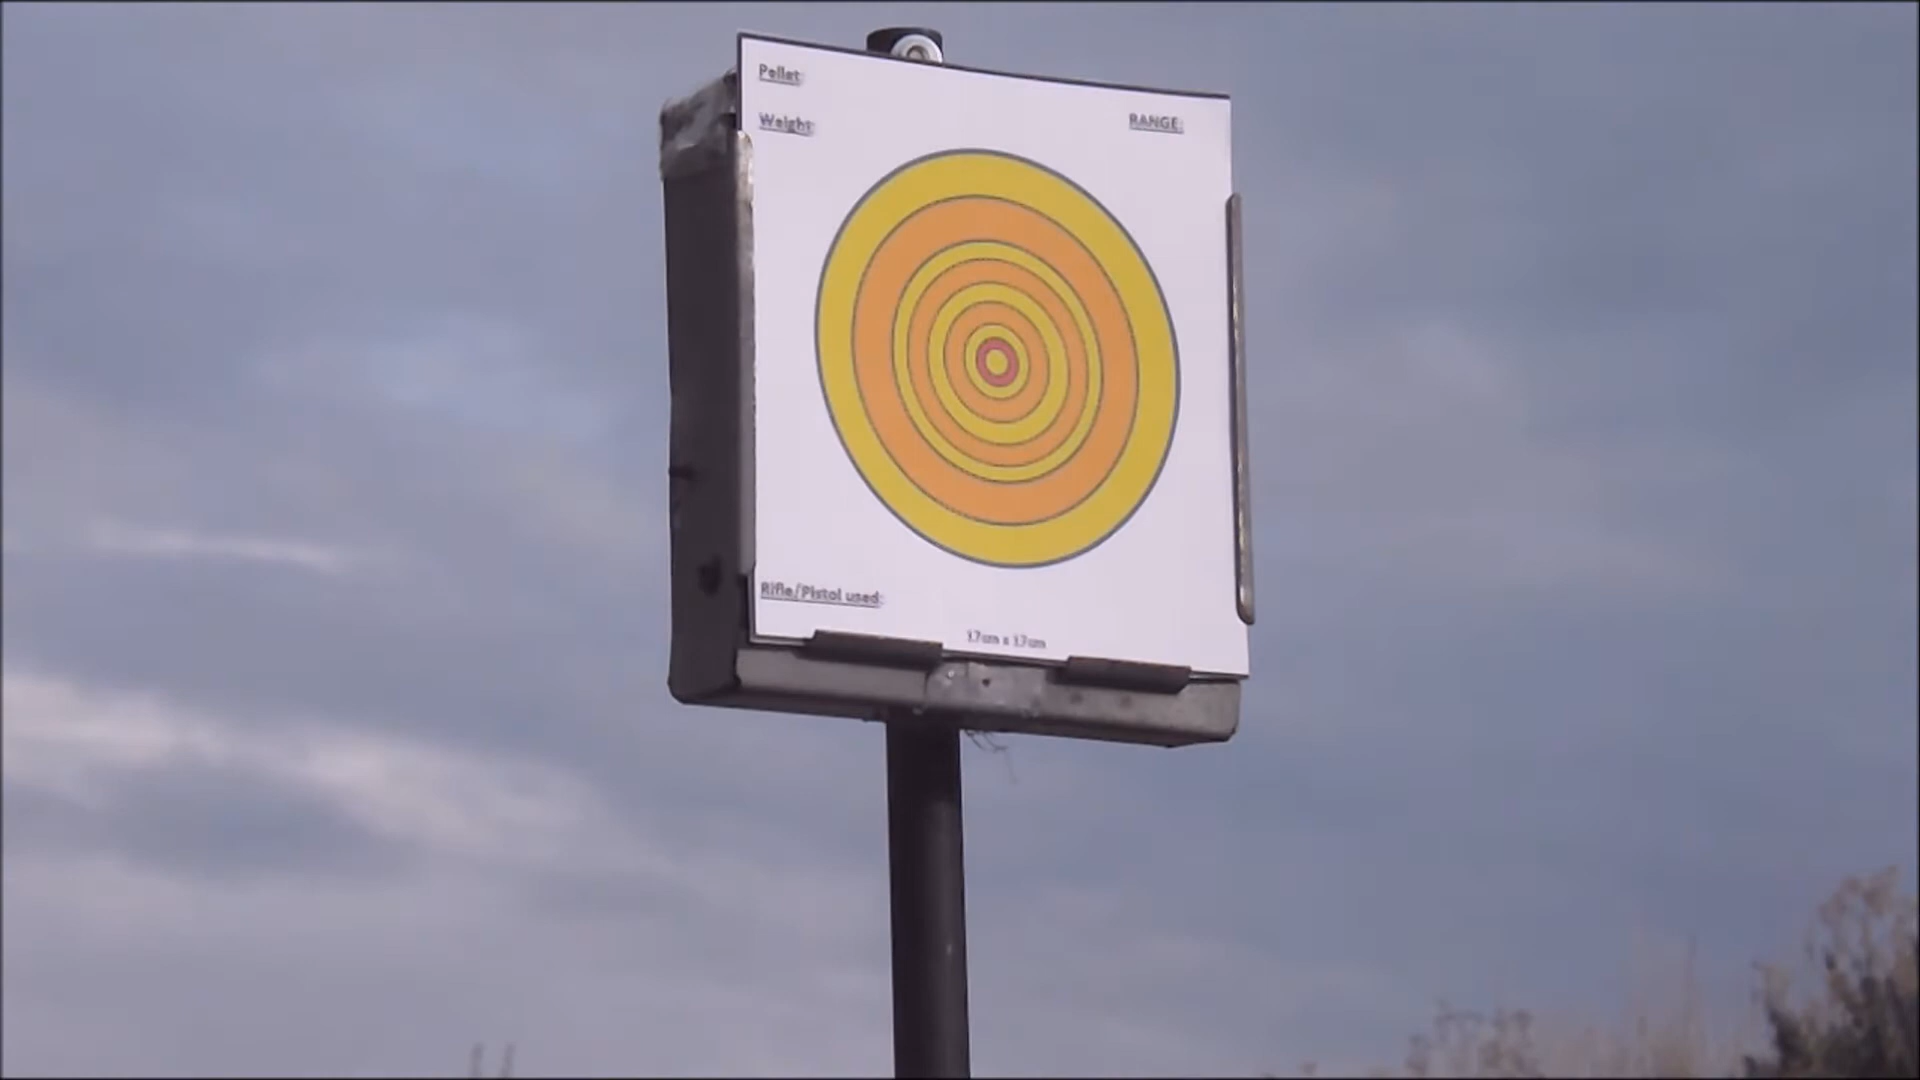 Pellet:
Weight:
RANGE:
Rifle/Pistol used:
17cm x 17cm